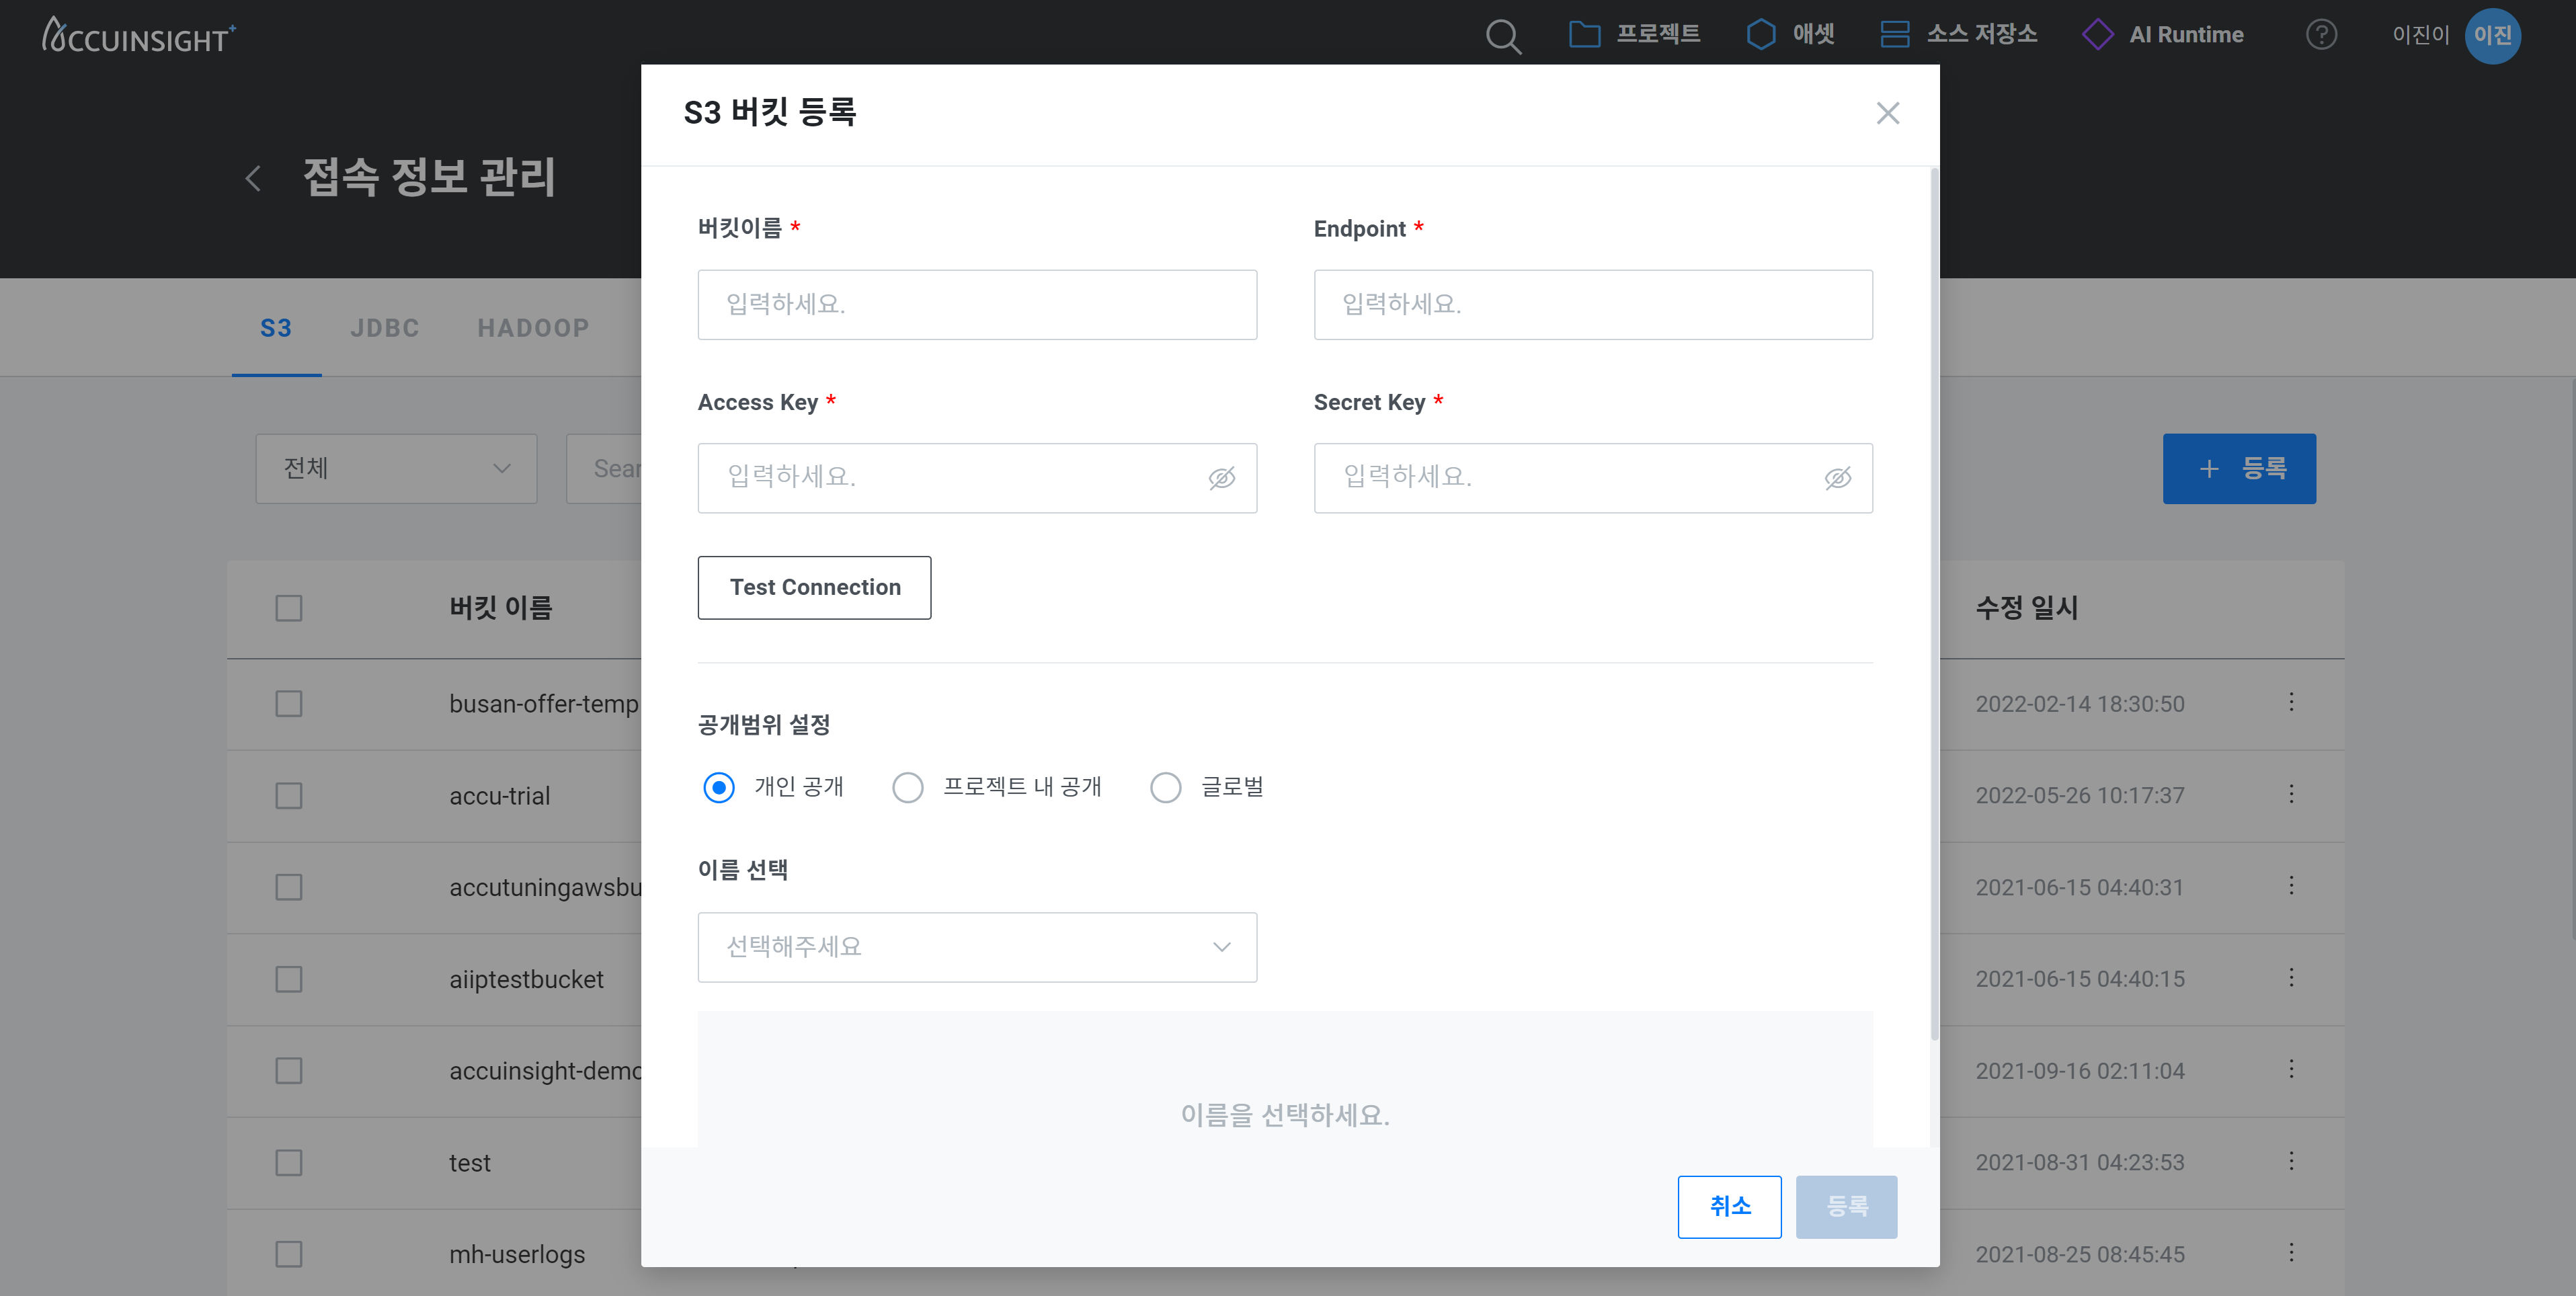 ACCUINSIGHT+
프로젝트
애셋
소스 저장소
AI Runtime
?
이진이
이진
접속 정보 관리
S3 버킷 등록
S3
JDBC
HADOOP
버킷이름 *
Endpoint *
입력하세요.
입력하세요.
Access Key *
Secret Key *
입력하세요.
입력하세요.
Test Connection
전체
Sear
+ 등록
공개범위 설정
개인 공개
프로젝트 내 공개
글로벌
이름 선택
선택해주세요
이름을 선택하세요.
취소
등록
버킷 이름
수정 일시
busan-offer-temp
2022-02-14 18:30:50
accu-trial
2022-05-26 10:17:37
accutuningawsbu
2021-06-15 04:40:31
aiiptestbucket
2021-06-15 04:40:15
accuinsight-demo
2021-09-16 02:11:04
test
2021-08-31 04:23:53
mh-userlogs
2021-08-25 08:45:45